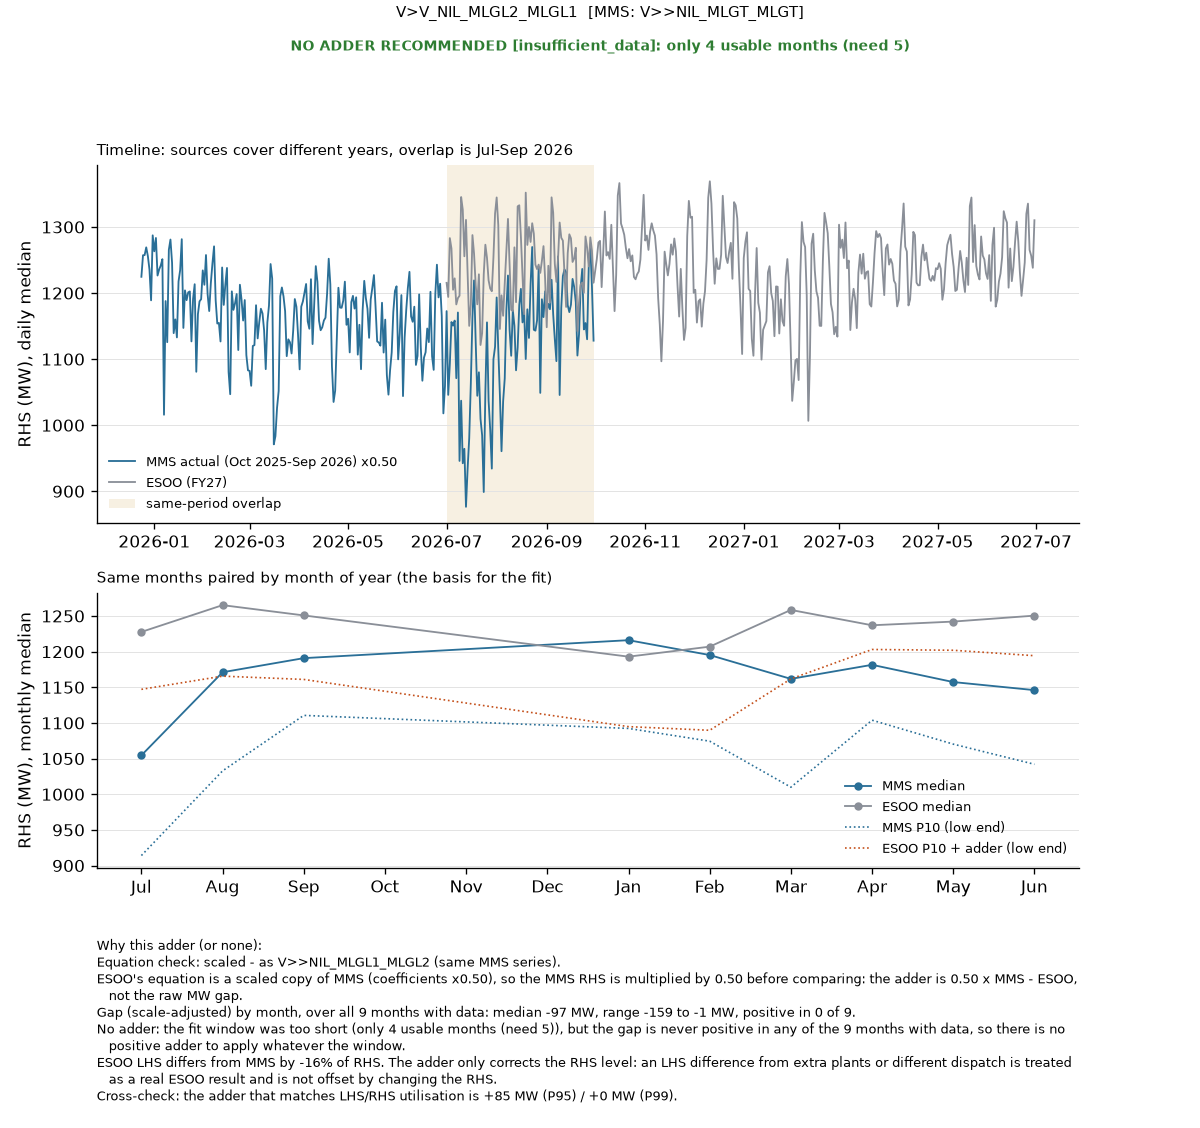 V>V_NIL_MLGL2_MLGL1  [MMS: V>>NIL_MLGT_MLGT]
NO ADDER RECOMMENDED [insufficient_data]: only 4 usable months (need 5)
Timeline: sources cover different years, overlap is Jul-Sep 2026
RHS (MW), daily median
1300
1200
1100
1000
900
MMS actual (Oct 2025-Sep 2026) x0.50
ESOO (FY27)
same-period overlap
2026-01 2026-03 2026-05 2026-07 2026-09 2026-11 2027-01 2027-03 2027-05 2027-07
Same months paired by month of year (the basis for the fit)
RHS (MW), monthly median
1250
1200
1150
1100
1050
1000
950
900
MMS median
ESOO median
MMS P10 (low end)
ESOO P10 + adder (low end)
Jul Aug Sep Oct Nov Dec Jan Feb Mar Apr May Jun
Why this adder (or none):
Equation check: scaled - as V>>NIL_MLGL1_MLGL2 (same MMS series).
ESOO's equation is a scaled copy of MMS (coefficients x0.50), so the MMS RHS is multiplied by 0.50 before comparing: the adder is 0.50 x MMS - ESOO,
not the raw MW gap.
Gap (scale-adjusted) by month, over all 9 months with data: median -97 MW, range -159 to -1 MW, positive in 0 of 9.
No adder: the fit window was too short (only 4 usable months (need 5)), but the gap is never positive in any of the 9 months with data, so there is no
positive adder to apply whatever the window.
ESOO LHS differs from MMS by -16% of RHS. The adder only corrects the RHS level: an LHS difference from extra plants or different dispatch is treated
as a real ESOO result and is not offset by changing the RHS.
Cross-check: the adder that matches LHS/RHS utilisation is +85 MW (P95) / +0 MW (P99).